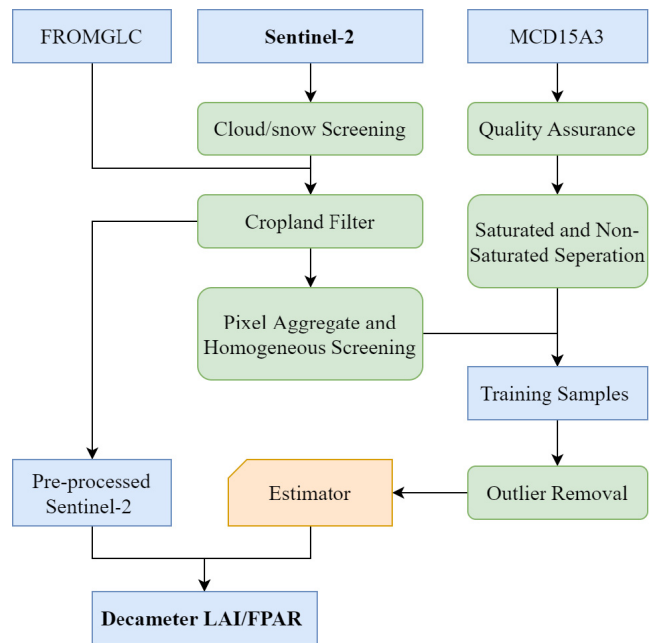 FROMGLC
Sentinel-2
MCD15A3
Cloud/snow Screening
Quality Assurance
Cropland Filter
Saturated and Non-
Saturated Seperation
Pixel Aggregate and
Homogeneous Screening
Training Samples
Pre-processed
Sentinel-2
Estimator
Outlier Removal
Decameter LAI/FPAR